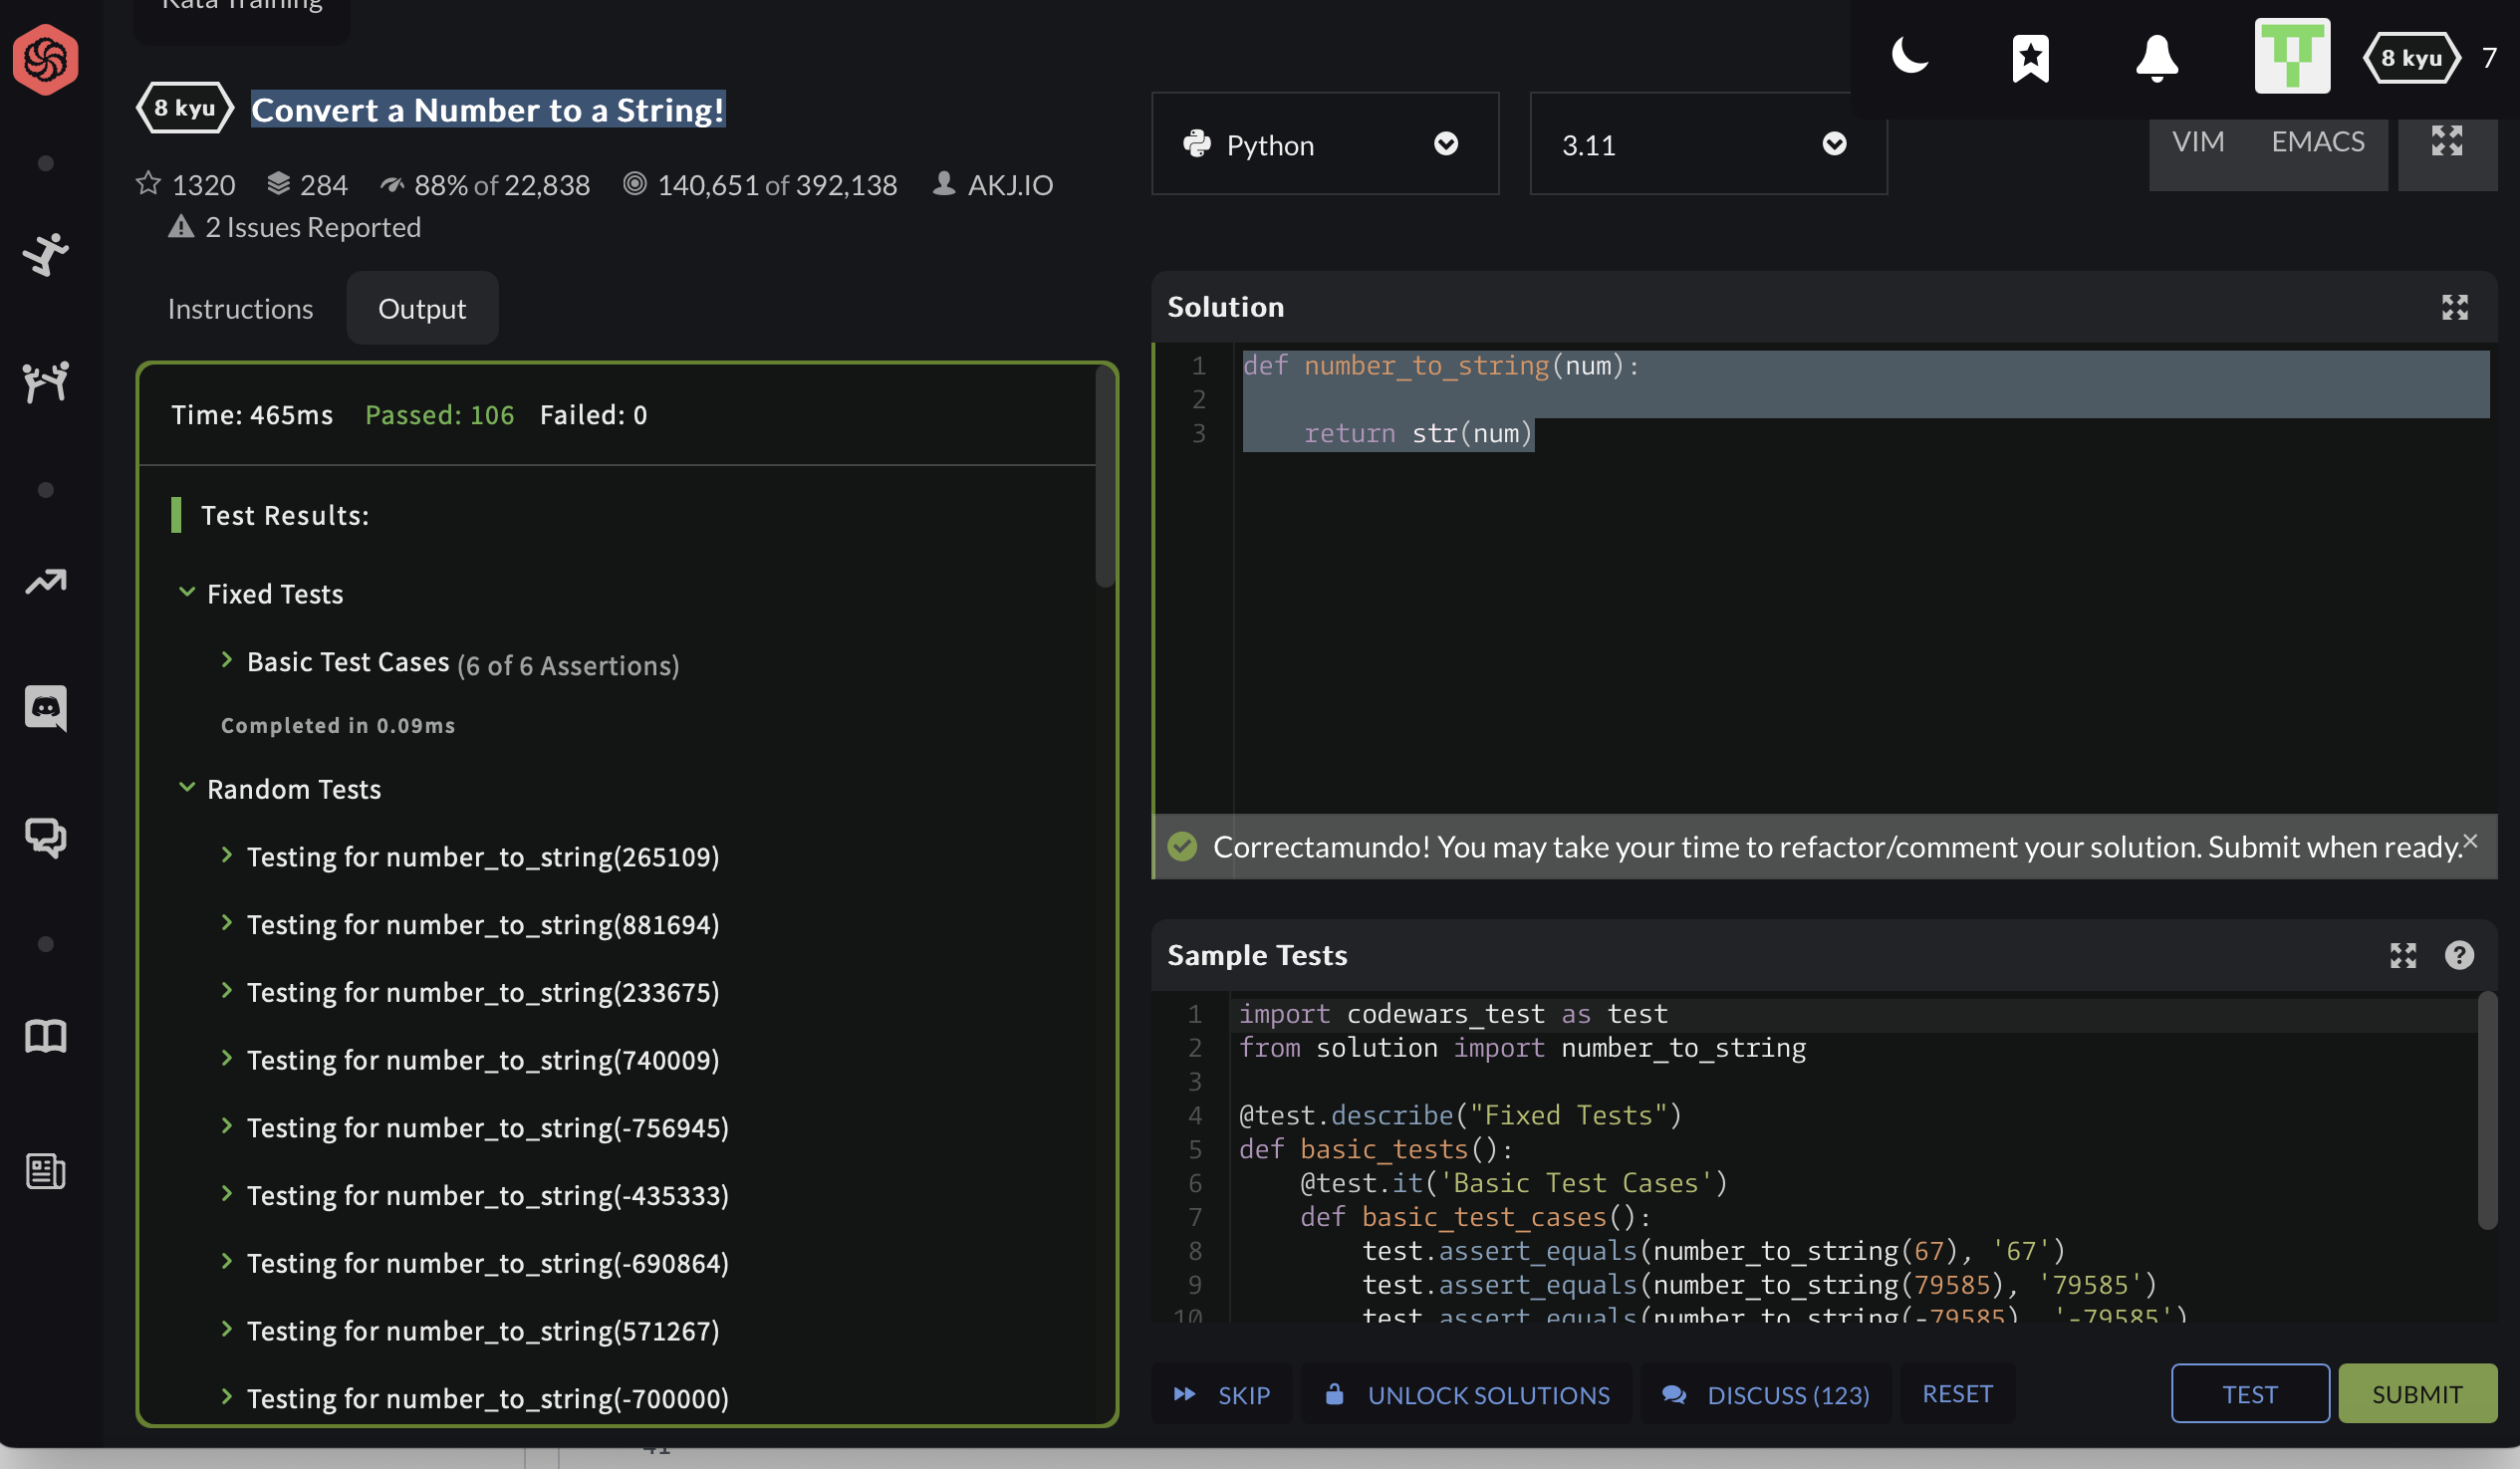 Kata Training
8 kyu 7
8 kyu Convert a Number to a String!
1320 284 88% of 22,838 140,651 of 392,138 AKJ.IO
2 Issues Reported
Python 3.11 VIM EMACS
Instructions Output
Time: 465ms Passed: 106 Failed: 0
Test Results:
Fixed Tests
Basic Test Cases (6 of 6 Assertions)
Completed in 0.09ms
Random Tests
Testing for number_to_string(265109)
Testing for number_to_string(881694)
Testing for number_to_string(233675)
Testing for number_to_string(740009)
Testing for number_to_string(-756945)
Testing for number_to_string(-435333)
Testing for number_to_string(-690864)
Testing for number_to_string(571267)
Testing for number_to_string(-700000)
Solution
1 def number_to_string(num):
2
3     return str(num)
Correctamundo! You may take your time to refactor/comment your solution. Submit when ready.
Sample Tests
1 import codewars_test as test
2 from solution import number_to_string
3
4 @test.describe("Fixed Tests")
5 def basic_tests():
6     @test.it('Basic Test Cases')
7     def basic_test_cases():
8         test.assert_equals(number_to_string(67), '67')
9         test.assert_equals(number_to_string(79585), '79585')
10         test.assert_equals(number_to_string(-79585), '-79585')
SKIP UNLOCK SOLUTIONS DISCUSS (123) RESET TEST SUBMIT
41